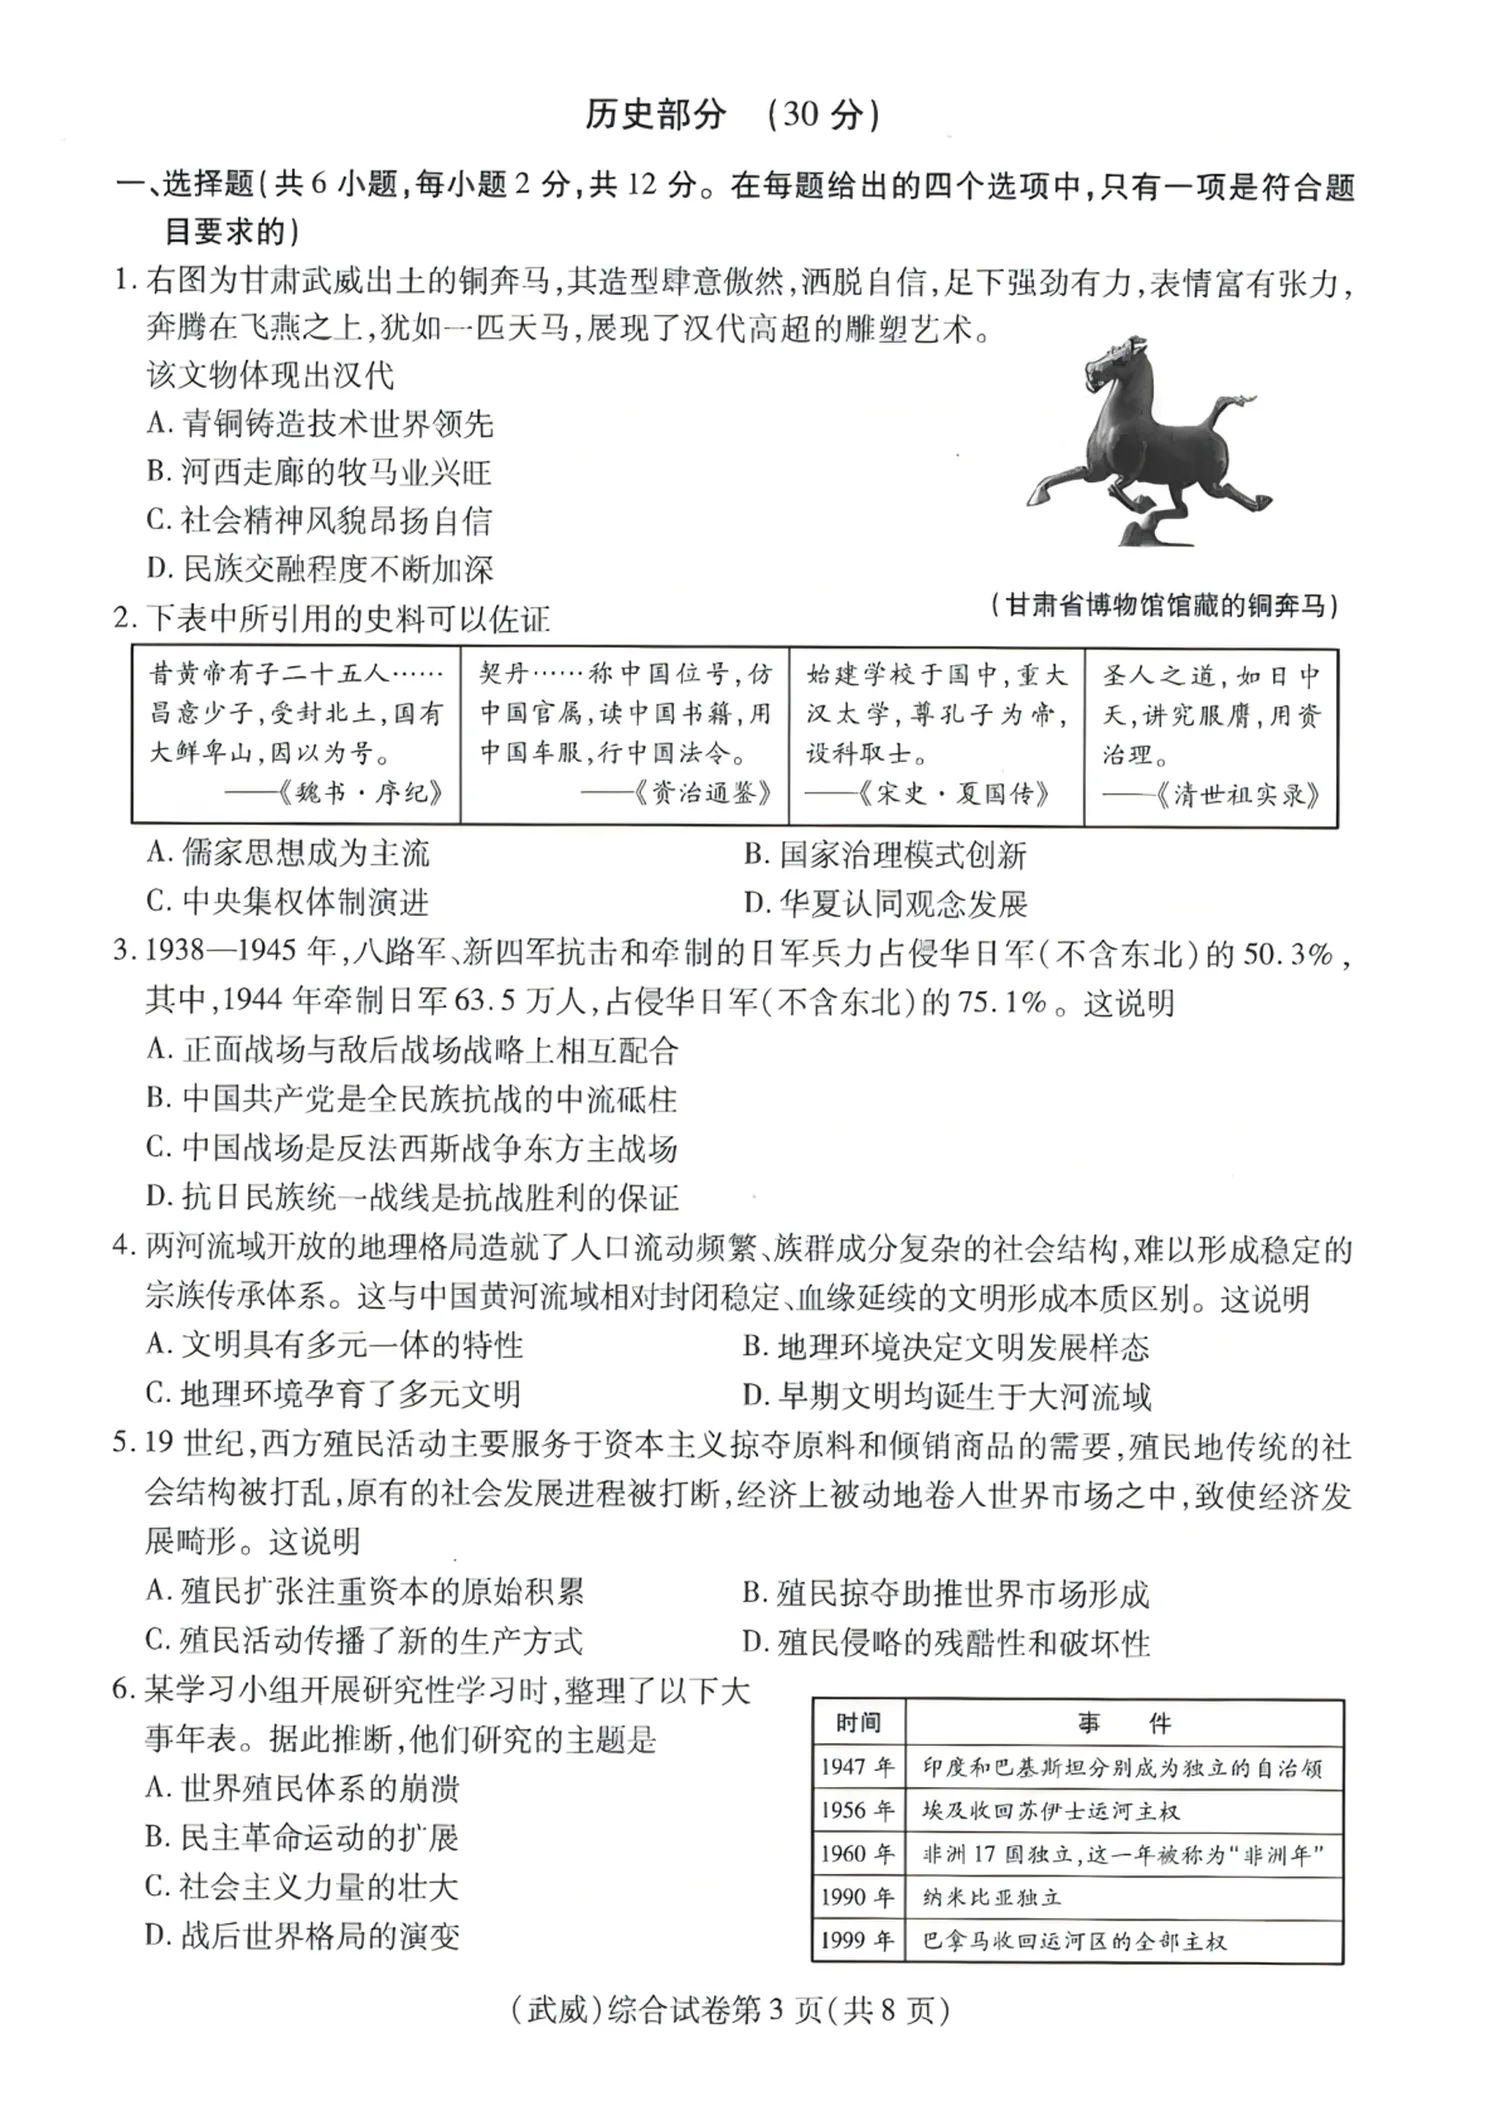 历史部分 (30 分)
一、选择题(共 6 小题,每小题 2 分,共 12 分。在每题给出的四个选项中,只有一项是符合题
目要求的)
1. 右图为甘肃武威出土的铜奔马,其造型肆意傲然,洒脱自信,足下强劲有力,表情富有张力,
奔腾在飞燕之上,犹如一匹天马,展现了汉代高超的雕塑艺术。
该文物体现出汉代
A. 青铜铸造技术世界领先
B. 河西走廊的牧马业兴旺
C. 社会精神风貌昂扬自信
D. 民族交融程度不断加深
(甘肃省博物馆馆藏的铜奔马)
2. 下表中所引用的史料可以佐证
昔黄帝有子二十五人……
昌意少子,受封北土,国有
大鲜卑山,因以为号。
——《魏书·序纪》
契丹……称中国位号,仿
中国官属,读中国书籍,用
中国车服,行中国法令。
——《资治通鉴》
始建学校于国中,重大
汉太学,尊孔子为帝,
设科取士。
——《宋史·夏国传》
圣人之道,如日中
天,讲究服膺,用资
治理。
——《清世祖实录》
A. 儒家思想成为主流 B. 国家治理模式创新
C. 中央集权体制演进 D. 华夏认同观念发展
3. 1938—1945 年,八路军、新四军抗击和牵制的日军兵力占侵华日军(不含东北)的 50.3%,
其中,1944 年牵制日军 63.5 万人,占侵华日军(不含东北)的 75.1%。这说明
A. 正面战场与敌后战场战略上相互配合
B. 中国共产党是全民族抗战的中流砥柱
C. 中国战场是反法西斯战争东方主战场
D. 抗日民族统一战线是抗战胜利的保证
4. 两河流域开放的地理格局造就了人口流动频繁、族群成分复杂的社会结构,难以形成稳定的
宗族传承体系。这与中国黄河流域相对封闭稳定、血缘延续的文明形成本质区别。这说明
A. 文明具有多元一体的特性 B. 地理环境决定文明发展样态
C. 地理环境孕育了多元文明 D. 早期文明均诞生于大河流域
5. 19 世纪,西方殖民活动主要服务于资本主义掠夺原料和倾销商品的需要,殖民地传统的社
会结构被打乱,原有的社会发展进程被打断,经济上被动地卷入世界市场之中,致使经济发
展畸形。这说明
A. 殖民扩张注重资本的原始积累 B. 殖民掠夺助推世界市场形成
C. 殖民活动传播了新的生产方式 D. 殖民侵略的残酷性和破坏性
6. 某学习小组开展研究性学习时,整理了以下大
事年表。据此推断,他们研究的主题是
A. 世界殖民体系的崩溃
B. 民主革命运动的扩展
C. 社会主义力量的壮大
D. 战后世界格局的演变
时间 事 件
1947 年 印度和巴基斯坦分别成为独立的自治领
1956 年 埃及收回苏伊士运河主权
1960 年 非洲 17 国独立,这一年被称为“非洲年”
1990 年 纳米比亚独立
1999 年 巴拿马收回运河区的全部主权
(武威)综合试卷第 3 页(共 8 页)